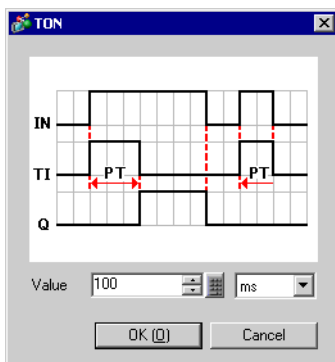 TON
IN
TI
PT
PT
Q
Value 100 ms
OK (O) Cancel